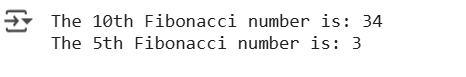 The 10th Fibonacci number is: 34
The 5th Fibonacci number is: 3